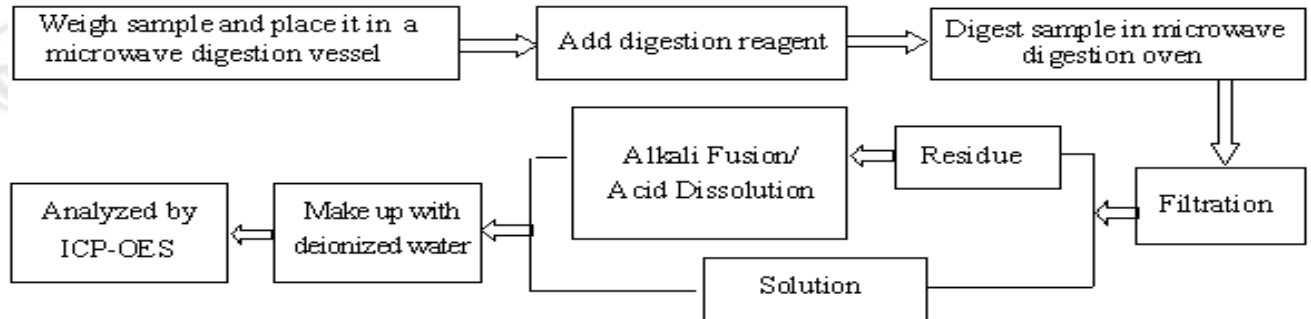 Weigh sample and place it in a
microwave digestion vessel
Add digestion reagent
Digest sample in microwave
digestion oven
Filtration
Residue
Solution
Alkali Fusion/
Acid Dissolution
Make up with
deionized water
Analyzed by
ICP-OES